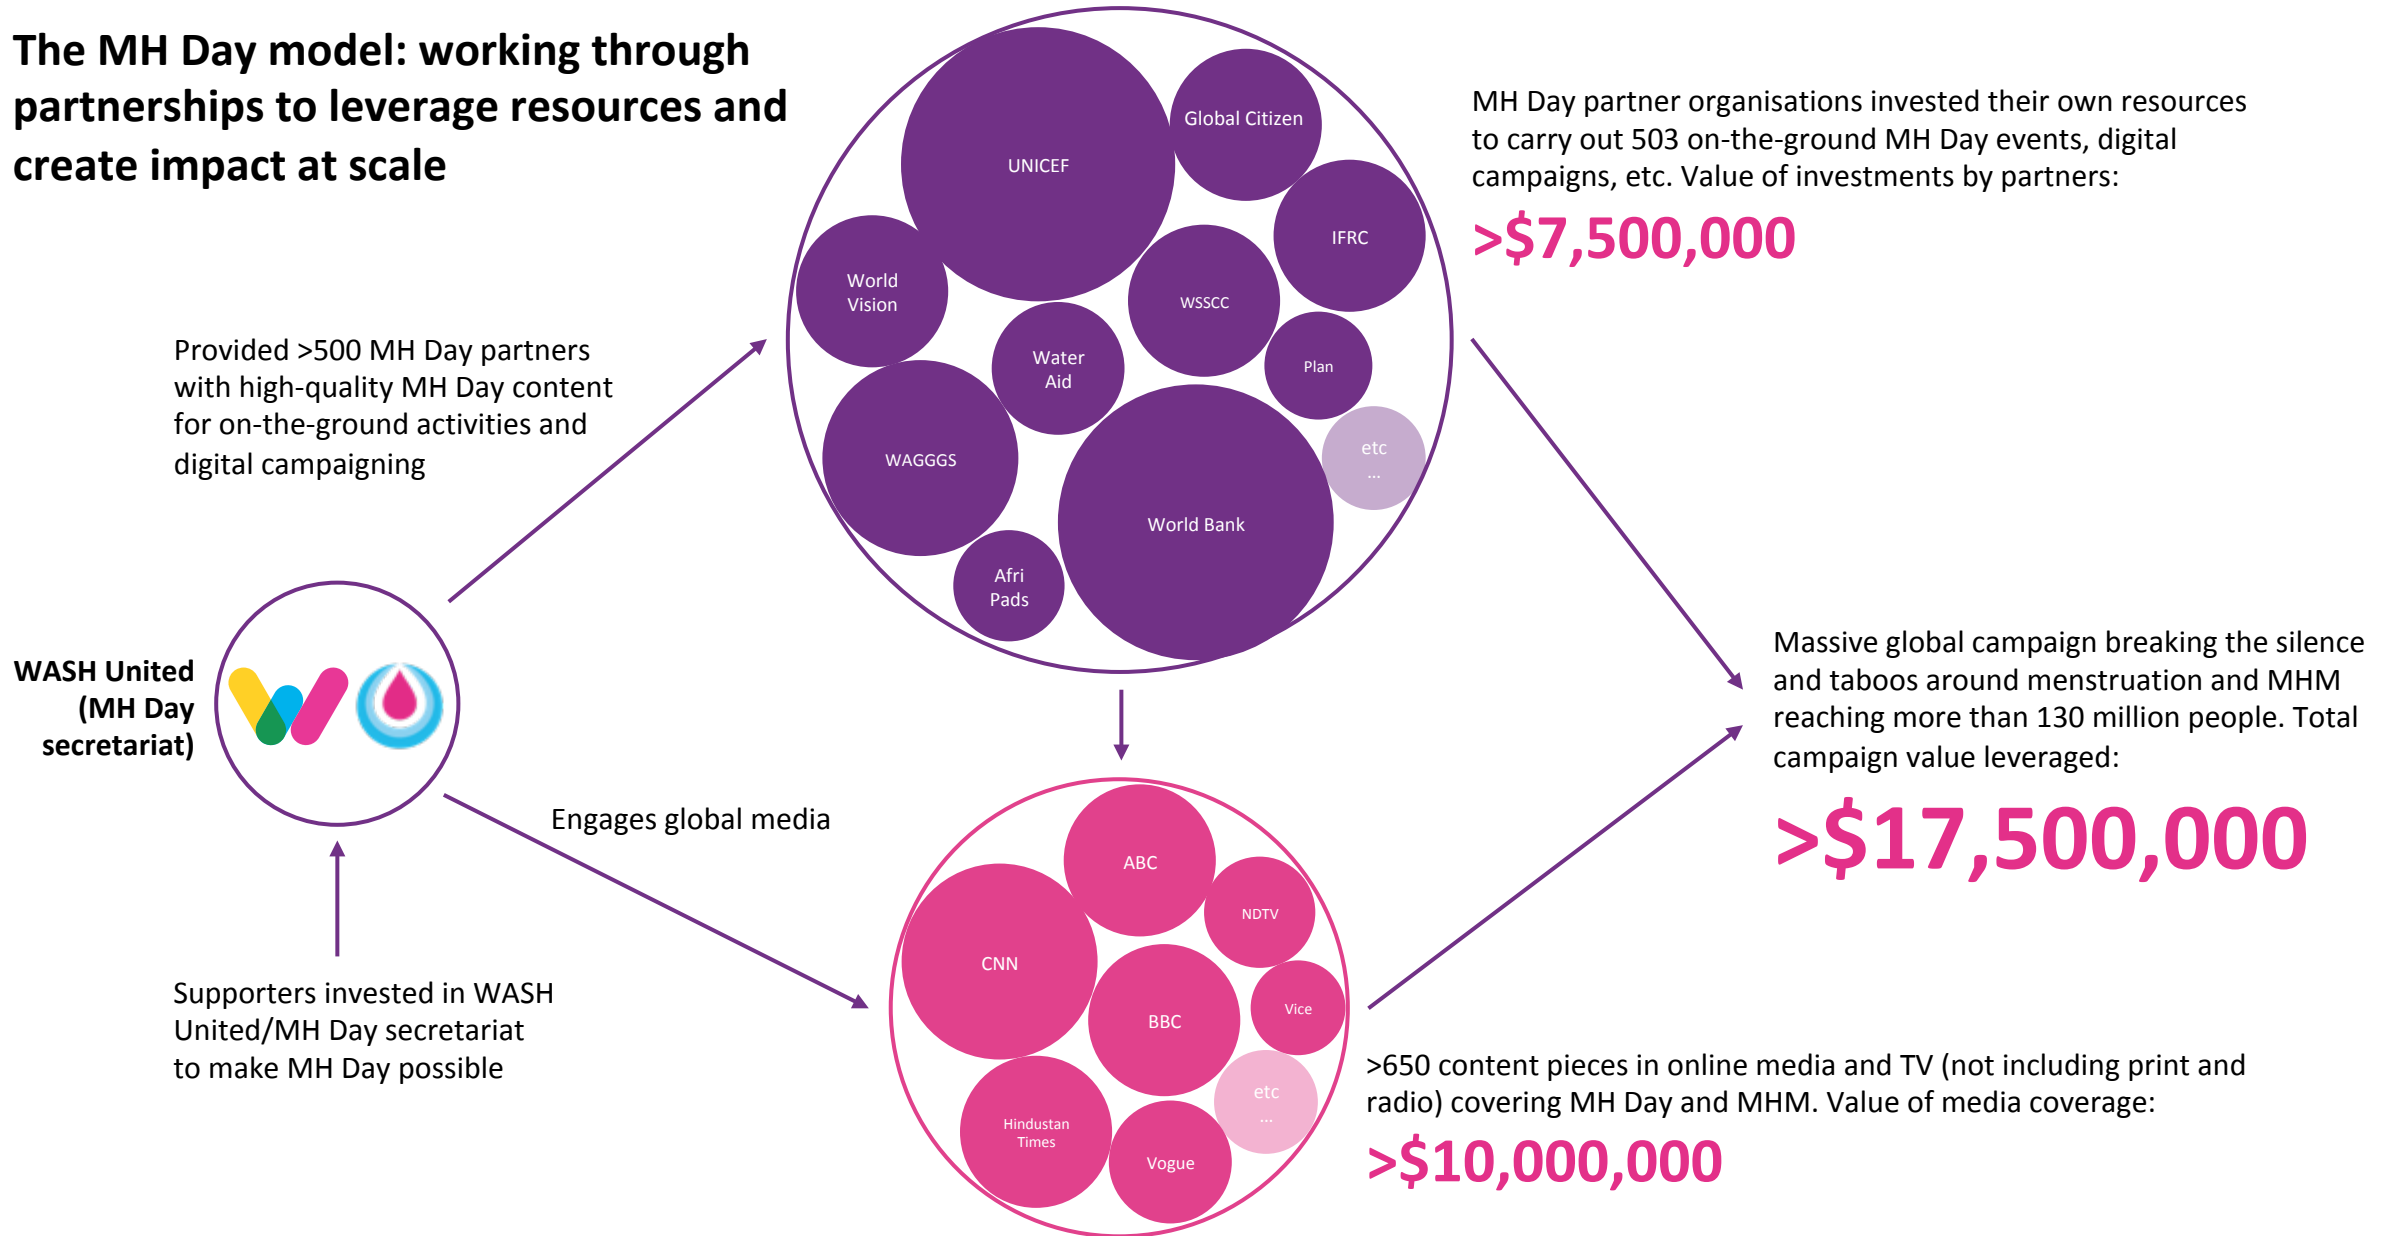 The MH Day model: working through
partnerships to leverage resources and
create impact at scale
Provided >500 MH Day partners
with high-quality MH Day content
for on-the-ground activities and
digital campaigning
WASH United
(MH Day
secretariat)
Supporters invested in WASH
United/MH Day secretariat
to make MH Day possible
Engages global media
UNICEF
Global Citizen
IFRC
World
Vision
WSSCC
Water
Aid
Plan
etc
...
WAGGGS
World Bank
Afri
Pads
ABC
NDTV
CNN
BBC
Vice
etc
...
Hindustan
Times
Vogue
MH Day partner organisations invested their own resources
to carry out 503 on-the-ground MH Day events, digital
campaigns, etc. Value of investments by partners:
>$7,500,000
Massive global campaign breaking the silence
and taboos around menstruation and MHM
reaching more than 130 million people. Total
campaign value leveraged:
>$17,500,000
>650 content pieces in online media and TV (not including print and
radio) covering MH Day and MHM. Value of media coverage:
>$10,000,000